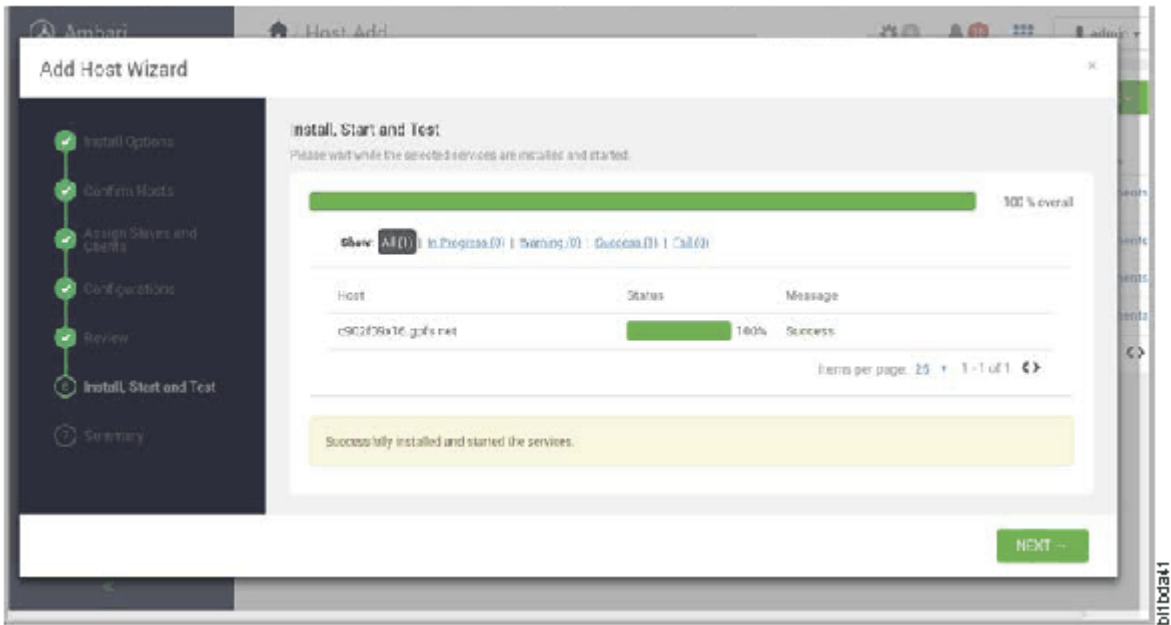 Ambari
Host Add
admin
Add Host Wizard
×
Install Options
Confirm Hosts
Assign Slaves and
Clients
Configurations
Review
6 Install, Start and Test
7 Summary
Install, Start and Test
Please wait while the selected services are installed and started.
100 % overall
Show: All (1) | In Progress (0) | Warning (0) | Success (1) | Fail (0)
Host Status Message
100% Success
Items per page: 25 1 - 1 of 1
Successfully installed and started the services.
NEXT →
bl1bda41